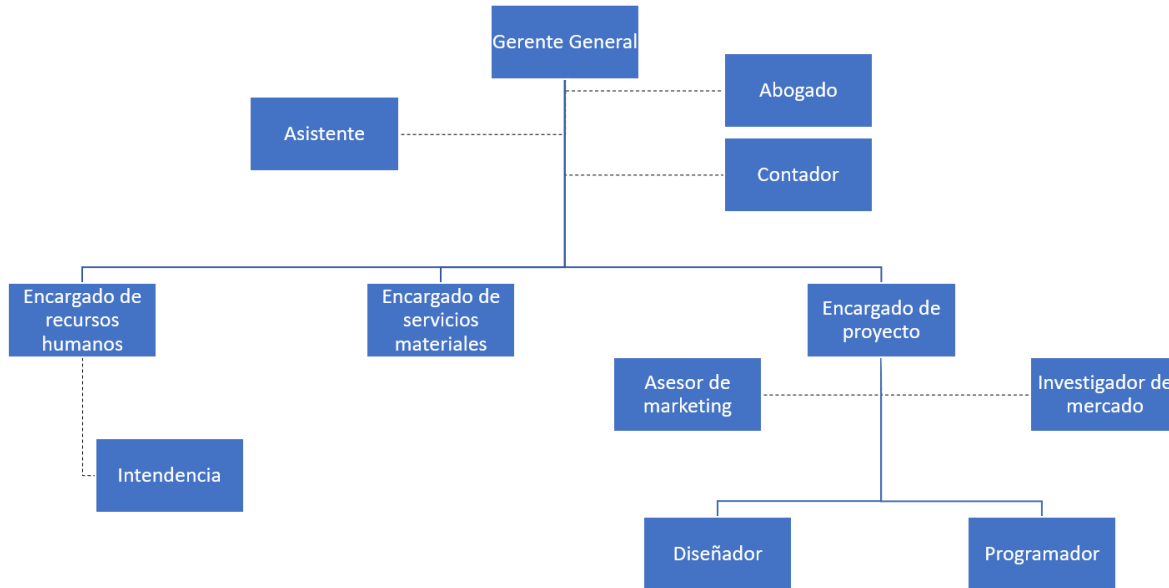 Gerente General
Abogado
Asistente
Contador
Encargado de
recursos
humanos
Encargado de
servicios
materiales
Encargado de
proyecto
Asesor de
marketing
Investigador de
mercado
Intendencia
Diseñador
Programador